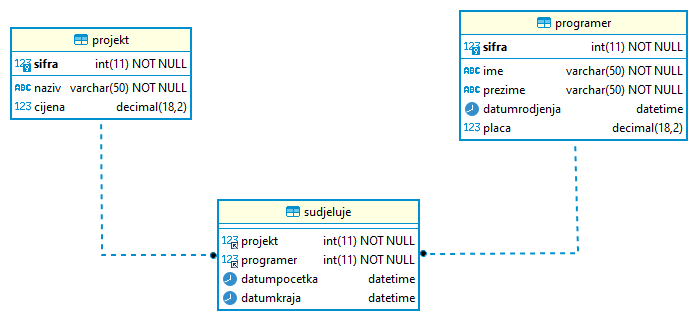 projekt
123 sifra int(11) NOT NULL
ABC naziv varchar(50) NOT NULL
123 cijena decimal(18,2)
programer
123 sifra int(11) NOT NULL
ABC ime varchar(50) NOT NULL
ABC prezime varchar(50) NOT NULL
datumrodjenja datetime
123 placa decimal(18,2)
sudjeluje
123 projekt int(11) NOT NULL
123 programer int(11) NOT NULL
datumpocetka datetime
datumkraja datetime